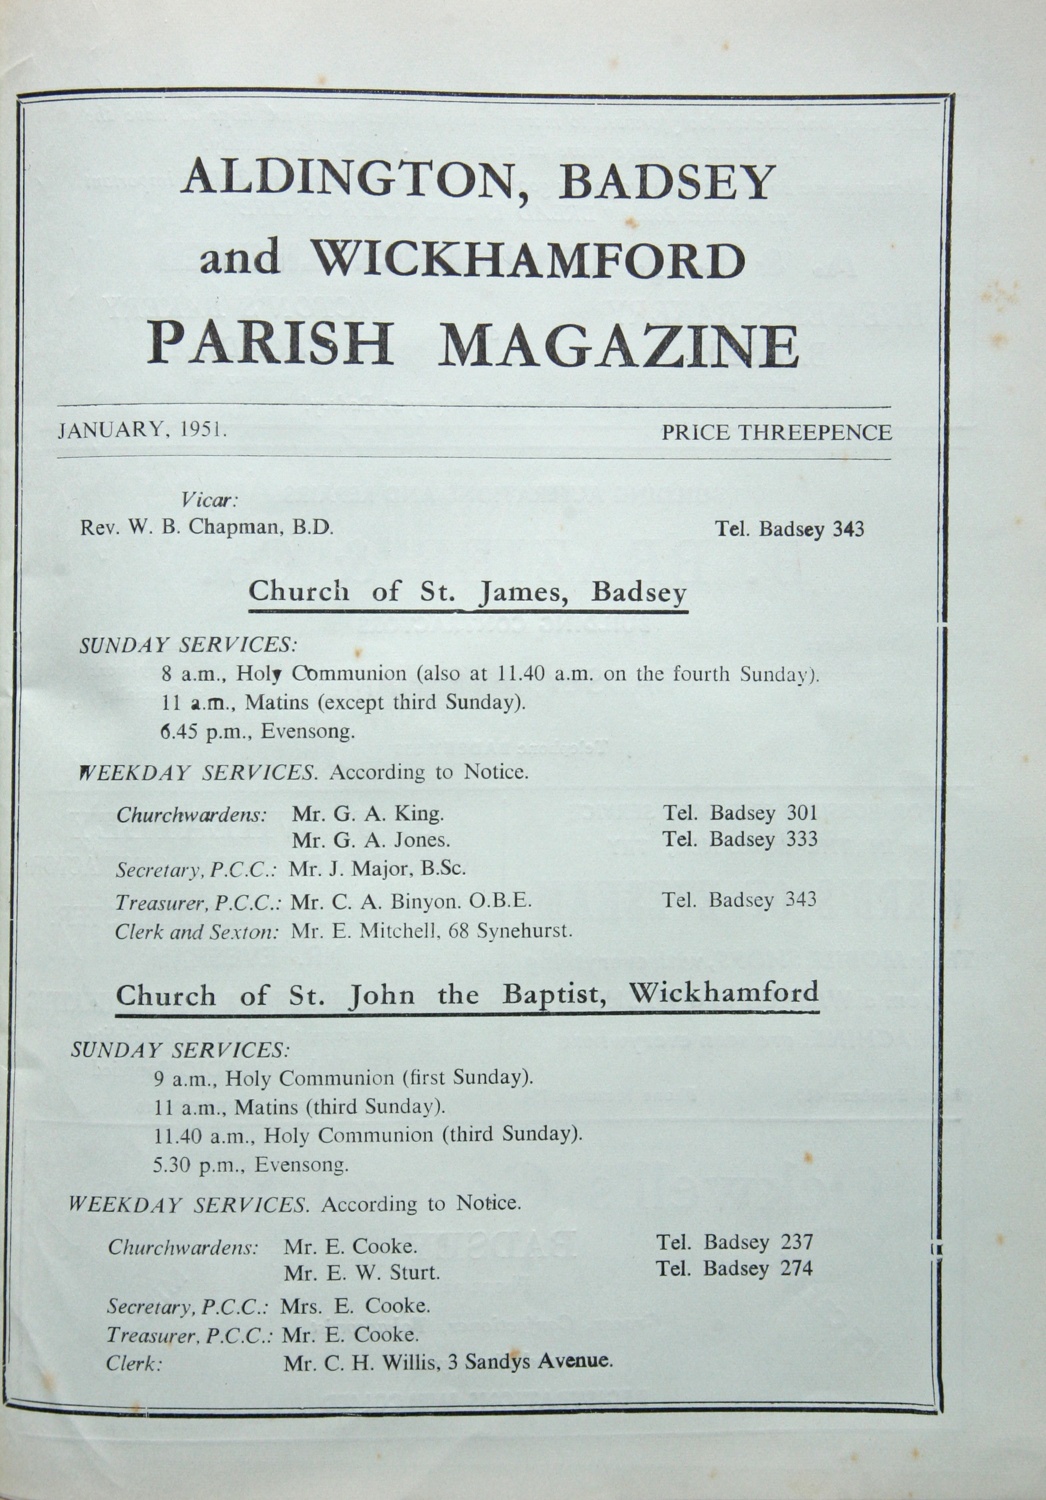 ALDINGTON, BADSEY
and WICKHAMFORD
PARISH MAGAZINE
JANUARY, 1951. PRICE THREEPENCE
Vicar:
Rev. W. B. Chapman, B.D. Tel. Badsey 343
Church of St. James, Badsey
SUNDAY SERVICES:
8 a.m., Holy Communion (also at 11.40 a.m. on the fourth Sunday).
11 a.m., Matins (except third Sunday).
6.45 p.m., Evensong.
WEEKDAY SERVICES. According to Notice.
Churchwardens: Mr. G. A. King. Tel. Badsey 301
Mr. G. A. Jones. Tel. Badsey 333
Secretary, P.C.C.: Mr. J. Major, B.Sc.
Treasurer, P.C.C.: Mr. C. A. Binyon. O.B.E. Tel. Badsey 343
Clerk and Sexton: Mr. E. Mitchell, 68 Synehurst.
Church of St. John the Baptist, Wickhamford
SUNDAY SERVICES:
9 a.m., Holy Communion (first Sunday).
11 a.m., Matins (third Sunday).
11.40 a.m., Holy Communion (third Sunday).
5.30 p.m., Evensong.
WEEKDAY SERVICES. According to Notice.
Churchwardens: Mr. E. Cooke. Tel. Badsey 237
Mr. E. W. Sturt. Tel. Badsey 274
Secretary, P.C.C.: Mrs. E. Cooke.
Treasurer, P.C.C.: Mr. E. Cooke.
Clerk: Mr. C. H. Willis, 3 Sandys Avenue.